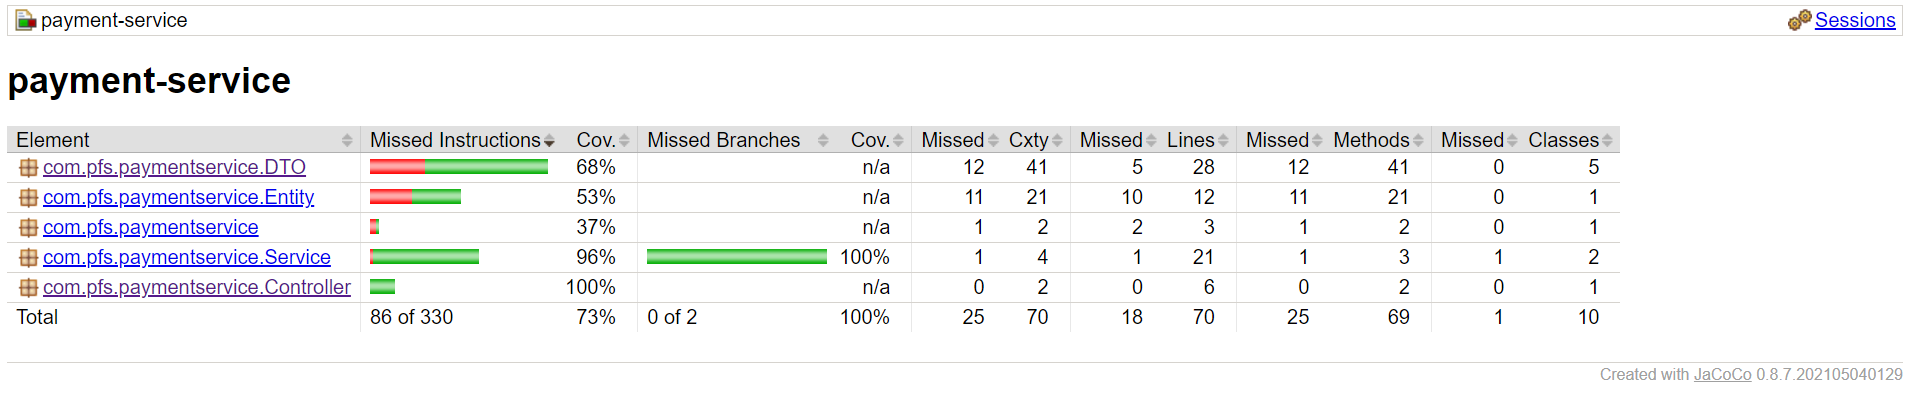 payment-service Sessions
payment-service
Element Missed Instructions Cov. Missed Branches Cov. Missed Cxty Missed Lines Missed Methods Missed Classes
com.pfs.paymentservice.DTO 68% n/a 12 41 5 28 12 41 0 5
com.pfs.paymentservice.Entity 53% n/a 11 21 10 12 11 21 0 1
com.pfs.paymentservice 37% n/a 1 2 2 3 1 2 0 1
com.pfs.paymentservice.Service 96% 100% 1 4 1 21 1 3 1 2
com.pfs.paymentservice.Controller 100% n/a 0 2 0 6 0 2 0 1
Total 86 of 330 73% 0 of 2 100% 25 70 18 70 25 69 1 10
Created with JaCoCo 0.8.7.202105040129